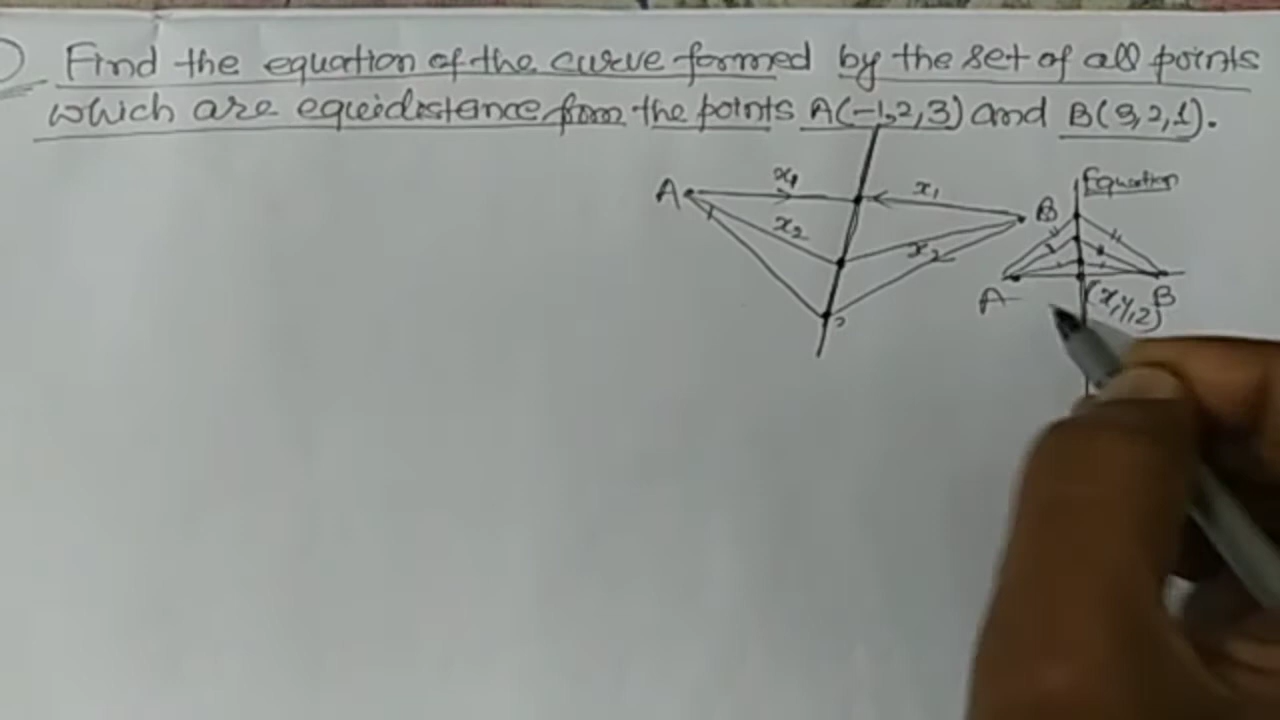 Find the equation of the curve formed by the set of all points
which are equidistance from the points A(-1,2,3) and B(3,2,1).
A x1 x1 B
x2 x2
Equation
A (x,y,z) B